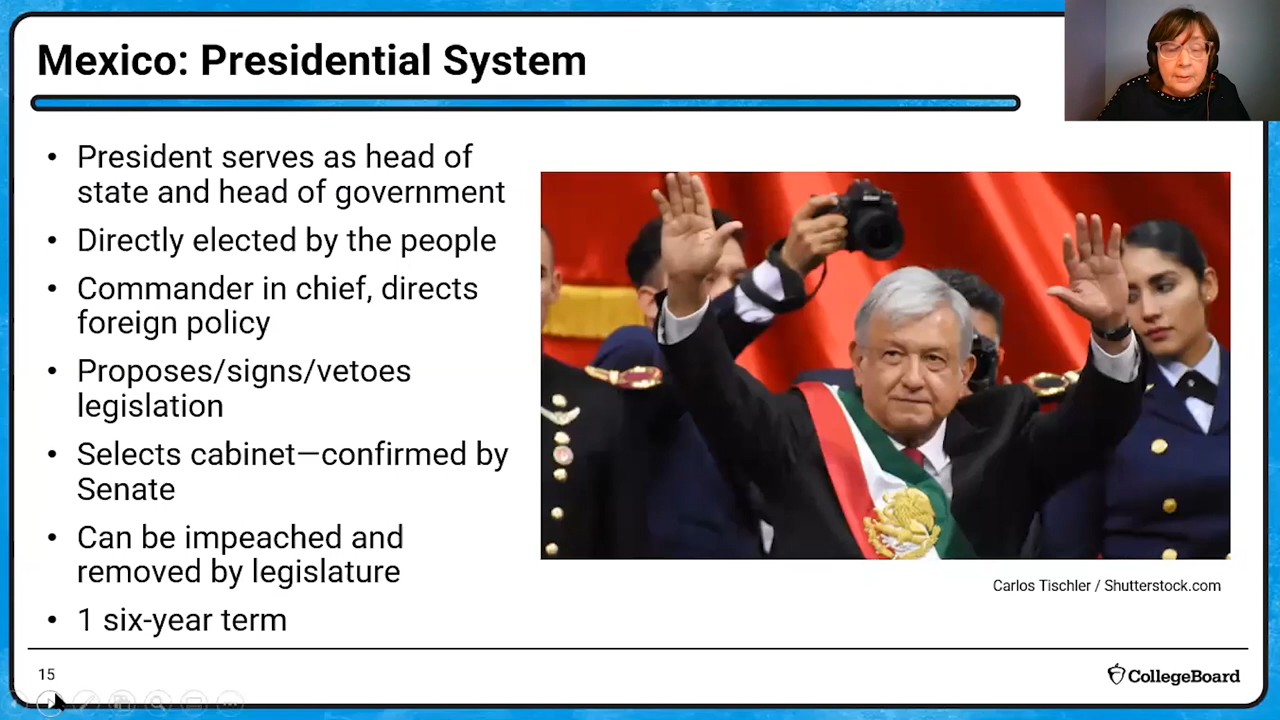 Mexico: Presidential System
• President serves as head of
state and head of government
• Directly elected by the people
• Commander in chief, directs
foreign policy
• Proposes/signs/vetoes
legislation
• Selects cabinet—confirmed by
Senate
• Can be impeached and
removed by legislature
• 1 six-year term
Carlos Tischler / Shutterstock.com
15
CollegeBoard